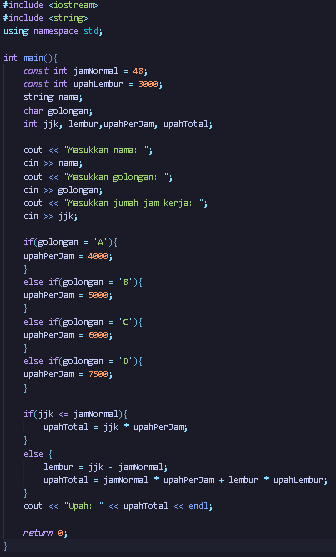 #include <iostream>
#include <string>
using namespace std;
int main(){
const int jamNormal = 48;
const int upahLembur = 3000;
string nama;
char golongan;
int jjk, lembur,upahPerJam, upahTotal;
cout << "Masukkan nama: ";
cin >> nama;
cout << "Masukkan golongan: ";
cin >> golongan;
cout << "Masukkan jumah jam kerja: ";
cin >> jjk;
if(golongan = 'A'){
upahPerJam = 4000;
}
else if(golongan = 'B'){
upahPerJam = 5000;
}
else if(golongan = 'C'){
upahPerJam = 6000;
}
else if(golongan = 'D'){
upahPerJam = 7500;
}
if(jjk <= jamNormal){
upahTotal = jjk * upahPerJam;
}
else {
lembur = jjk - jamNormal;
upahTotal = jamNormal * upahPerJam + lembur * upahLembur;
}
cout << "Upah: " << upahTotal << endl;
return 0;
}